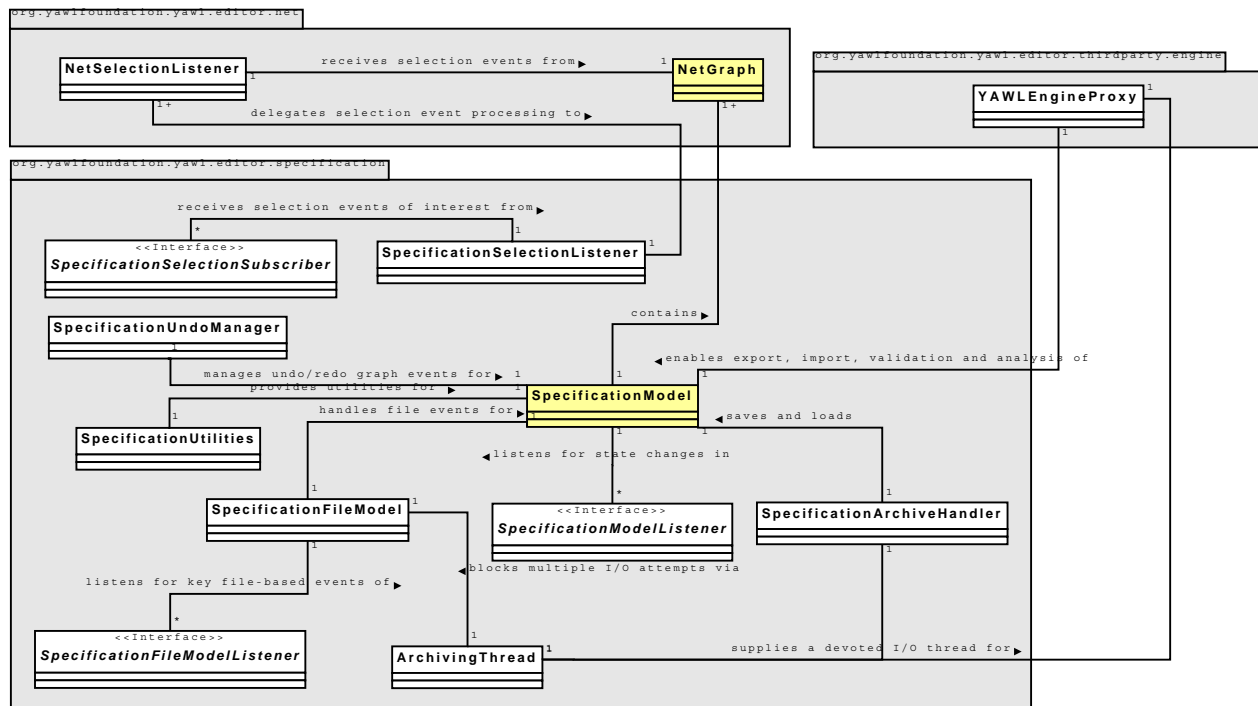 org.yawlfoundation.yawl.editor.net
NetSelectionListener
receives selection events from
1
1
NetGraph
1+
1+
delegates selection event processing to
org.yawlfoundation.yawl.editor.thirdparty.engine
YAWLEngineProxy
1
1
org.yawlfoundation.yawl.editor.specification
receives selection events of interest from
*
1
<<Interface>>
SpecificationSelectionSubscriber
SpecificationSelectionListener
1
SpecificationUndoManager
1
contains
manages undo/redo graph events for
1
1
enables export, import, validation and analysis of
1
provides utilities for
1
SpecificationModel
handles file events for
1
saves and loads
1
1
1
SpecificationUtilities
listens for state changes in
1
1
*
1
SpecificationFileModel
<<Interface>>
SpecificationModelListener
SpecificationArchiveHandler
1
1
listens for key file-based events of
blocks multiple I/O attempts via
*
1
<<Interface>>
SpecificationFileModelListener
ArchivingThread
1
supplies a devoted I/O thread for